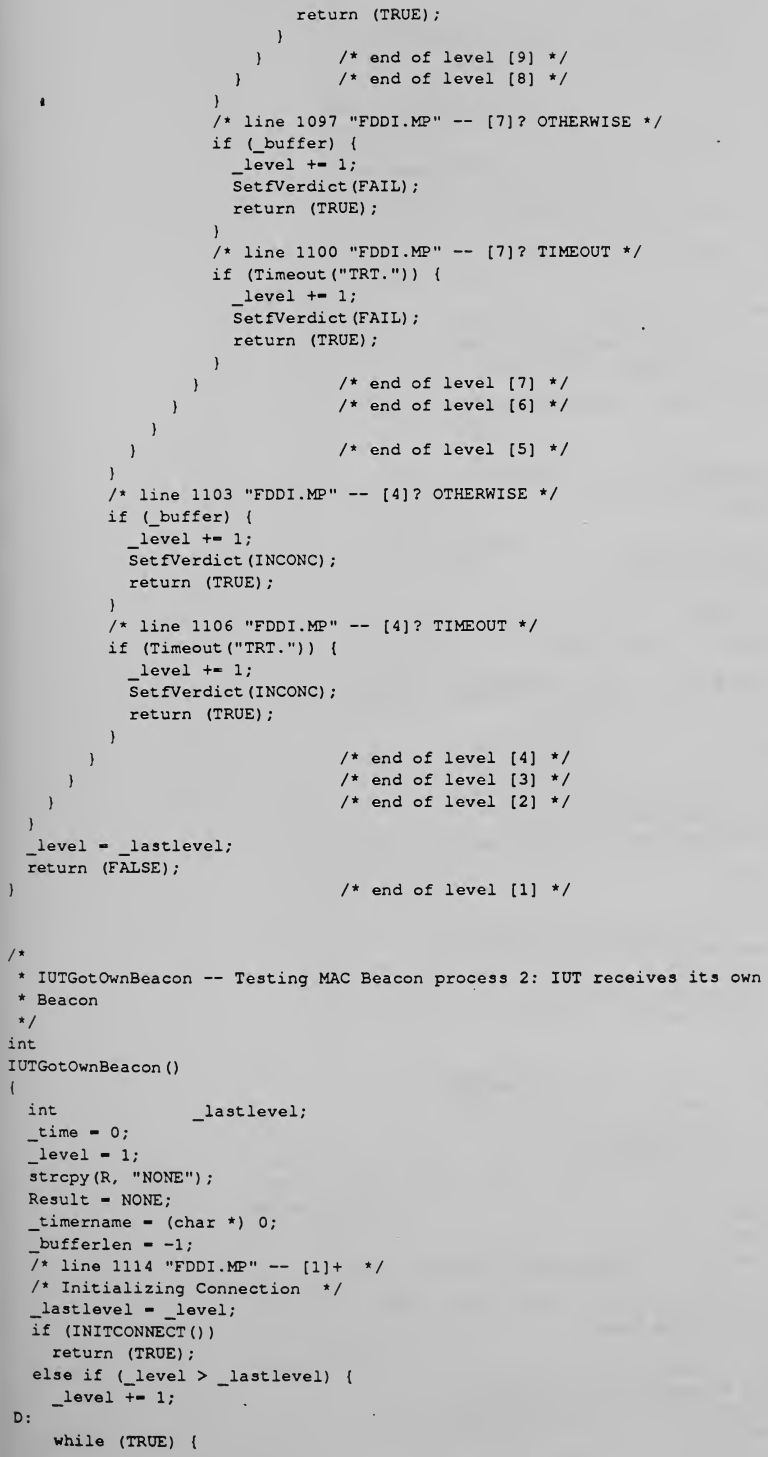 return (TRUE);
}
} /* end of level [9] */
} /* end of level [8] */
}
/* line 1097 "FDDI.MP" -- [7]? OTHERWISE */
if (_buffer) {
_level += 1;
SetfVerdict(FAIL);
return (TRUE);
}
/* line 1100 "FDDI.MP" -- [7]? TIMEOUT */
if (Timeout("TRT.")) {
_level += 1;
SetfVerdict(FAIL);
return (TRUE);
}
} /* end of level [7] */
} /* end of level [6] */
}
} /* end of level [5] */
}
/* line 1103 "FDDI.MP" -- [4]? OTHERWISE */
if (_buffer) {
_level += 1;
SetfVerdict(INCONC);
return (TRUE);
}
/* line 1106 "FDDI.MP" -- [4]? TIMEOUT */
if (Timeout("TRT.")) {
_level += 1;
SetfVerdict(INCONC);
return (TRUE);
}
} /* end of level [4] */
} /* end of level [3] */
} /* end of level [2] */
}
_level = _lastlevel;
return (FALSE);
} /* end of level [1] */
/*
* IUTGotOwnBeacon -- Testing MAC Beacon process 2: IUT receives its own
* Beacon
*/
int
IUTGotOwnBeacon()
{
int _lastlevel;
_time = 0;
_level = 1;
strcpy(R, "NONE");
Result = NONE;
_timername = (char *) 0;
_bufferlen = -1;
/* line 1114 "FDDI.MP" -- [1]+ */
/* Initializing Connection */
_lastlevel = _level;
if (INITCONNECT())
return (TRUE);
else if (_level > _lastlevel) {
_level += 1;
D:
while (TRUE) {